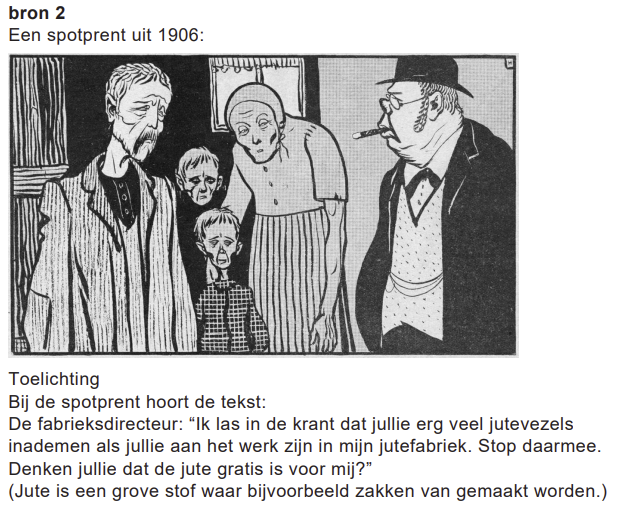 bron 2
Een spotprent uit 1906:
Toelichting
Bij de spotprent hoort de tekst:
De fabrieksdirecteur: “Ik las in de krant dat jullie erg veel jutevezels
inademen als jullie aan het werk zijn in mijn jutefabriek. Stop daarmee.
Denken jullie dat de jute gratis is voor mij?”
(Jute is een grove stof waar bijvoorbeeld zakken van gemaakt worden.)